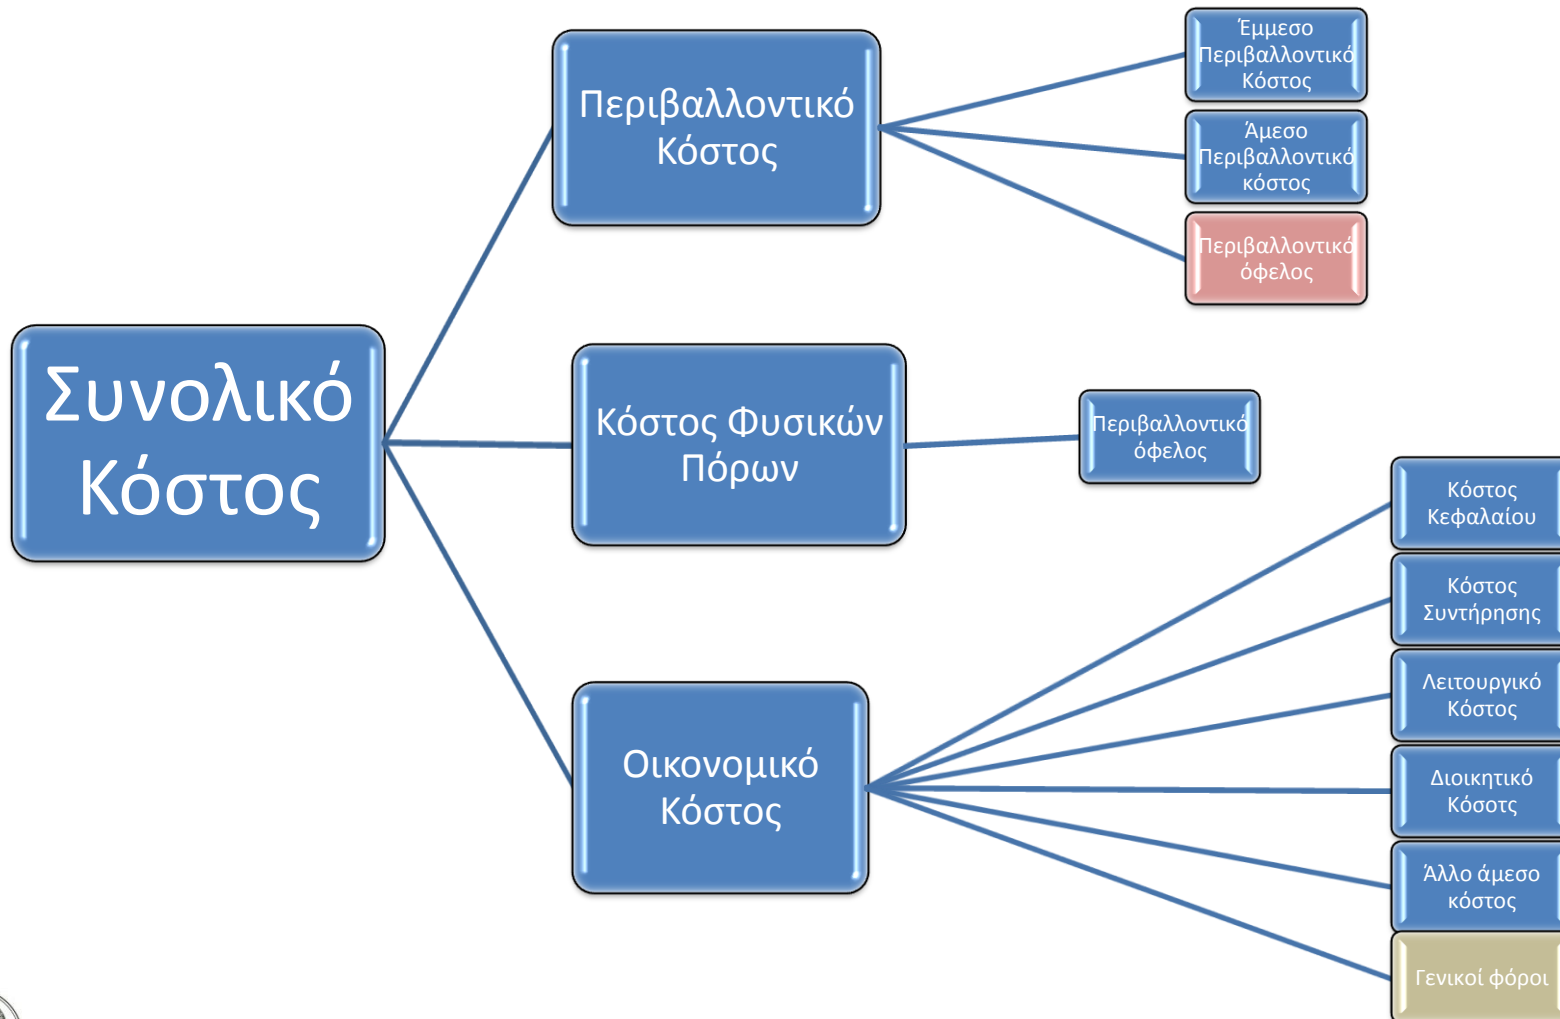 Έμμεσο
Περιβαλλοντικό
Κόστος
Περιβαλλοντικό
Κόστος
Άμεσο
Περιβαλλοντικό
κόστος
Περιβαλλοντικό
όφελος
Συνολικό
Κόστος
Κόστος Φυσικών
Πόρων
Περιβαλλοντικό
όφελος
Κόστος
Κεφαλαίου
Κόστος
Συντήρησης
Λειτουργικό
Κόστος
Οικονομικό
Κόστος
Διοικητικό
Κόσοτς
Άλλο άμεσο
κόστος
Γενικοί φόροι